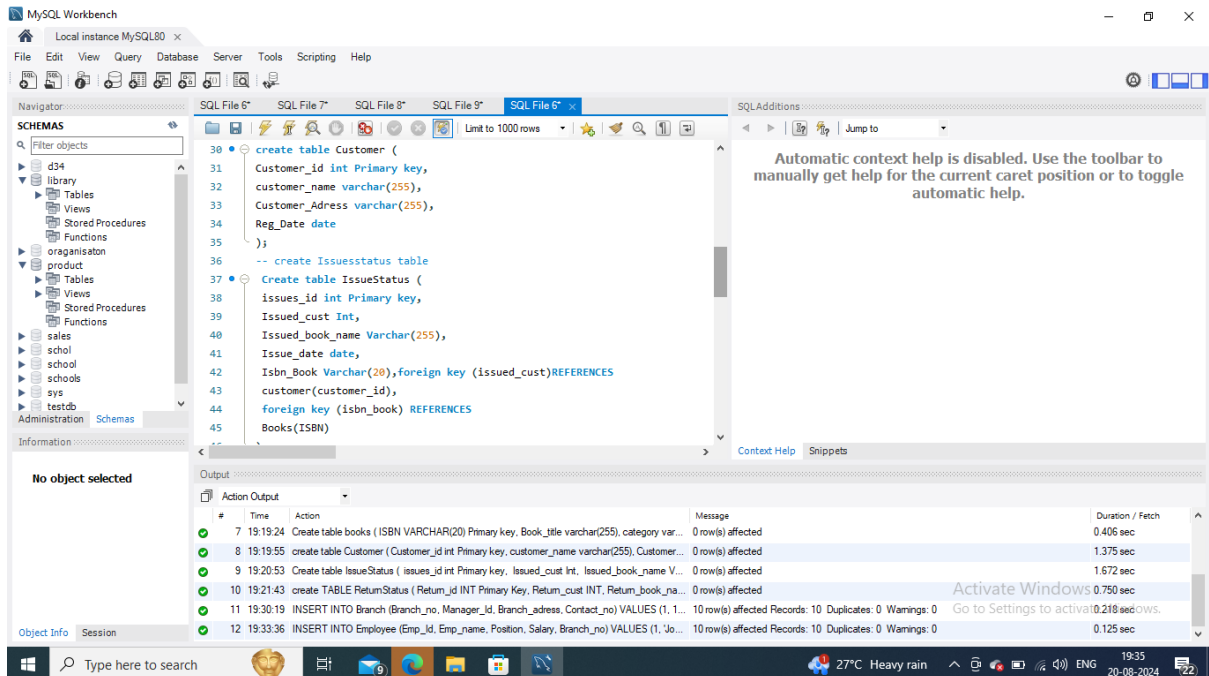 MySQL Workbench
Local instance MySQL80
File Edit View Query Database Server Tools Scripting Help
Navigator
SCHEMAS
Filter objects
d34
library
Tables
Views
Stored Procedures
Functions
oraganisaton
product
Tables
Views
Stored Procedures
Functions
sales
schol
school
schools
sys
testdb
Administration Schemas
Information
No object selected
Object Info Session
SQL File 6* SQL File 7* SQL File 8* SQL File 9* SQL File 6*
Limit to 1000 rows
30 create table Customer (
31 Customer_id int Primary key,
32 customer_name varchar(255),
33 Customer_Adress varchar(255),
34 Reg_Date date
35 );
36 -- create Issuesstatus table
37 Create table IssueStatus (
38 issues_id int Primary key,
39 Issued_cust Int,
40 Issued_book_name Varchar(255),
41 Issue_date date,
42 Isbn_Book Varchar(20),foreign key (issued_cust)REFERENCES
43 customer(customer_id),
44 foreign key (isbn_book) REFERENCES
45 Books(ISBN)
SQLAdditions
Jump to
Automatic context help is disabled. Use the toolbar to
manually get help for the current caret position or to toggle
automatic help.
Context Help Snippets
Output
Action Output
# Time Action Message Duration / Fetch
7 19:19:24 Create table books ( ISBN VARCHAR(20) Primary key, Book_title varchar(255), category var... 0 row(s) affected 0.406 sec
8 19:19:55 create table Customer ( Customer_id int Primary key, customer_name varchar(255), Customer... 0 row(s) affected 1.375 sec
9 19:20:53 Create table IssueStatus ( issues_id int Primary key, Issued_cust Int, Issued_book_name V... 0 row(s) affected 1.672 sec
10 19:21:43 create TABLE ReturnStatus ( Return_id INT Primary Key, Return_cust INT, Return_book_na... 0 row(s) affected 0.750 sec
11 19:30:19 INSERT INTO Branch (Branch_no, Manager_Id, Branch_adress, Contact_no) VALUES (1, 1... 10 row(s) affected Records: 10 Duplicates: 0 Warnings: 0
12 19:33:36 INSERT INTO Employee (Emp_Id, Emp_name, Position, Salary, Branch_no) VALUES (1, 'Jo... 10 row(s) affected Records: 10 Duplicates: 0 Warnings: 0 0.125 sec
Activate Windows
Go to Settings to activate Windows.
Type here to search
9
27°C Heavy rain
ENG
19:35
20-08-2024
22